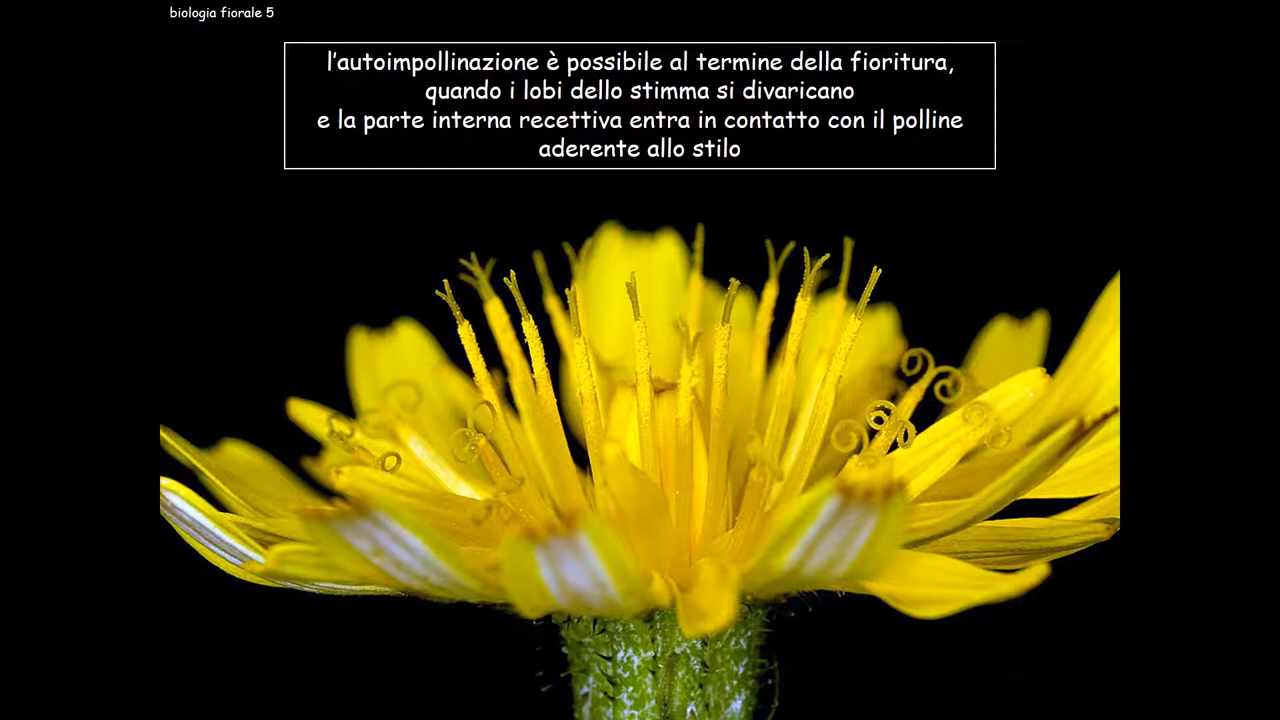 biologia fiorale 5
l'autoimpollinazione è possibile al termine della fioritura,
quando i lobi dello stimma si divaricano
e la parte interna recettiva entra in contatto con il polline
aderente allo stilo